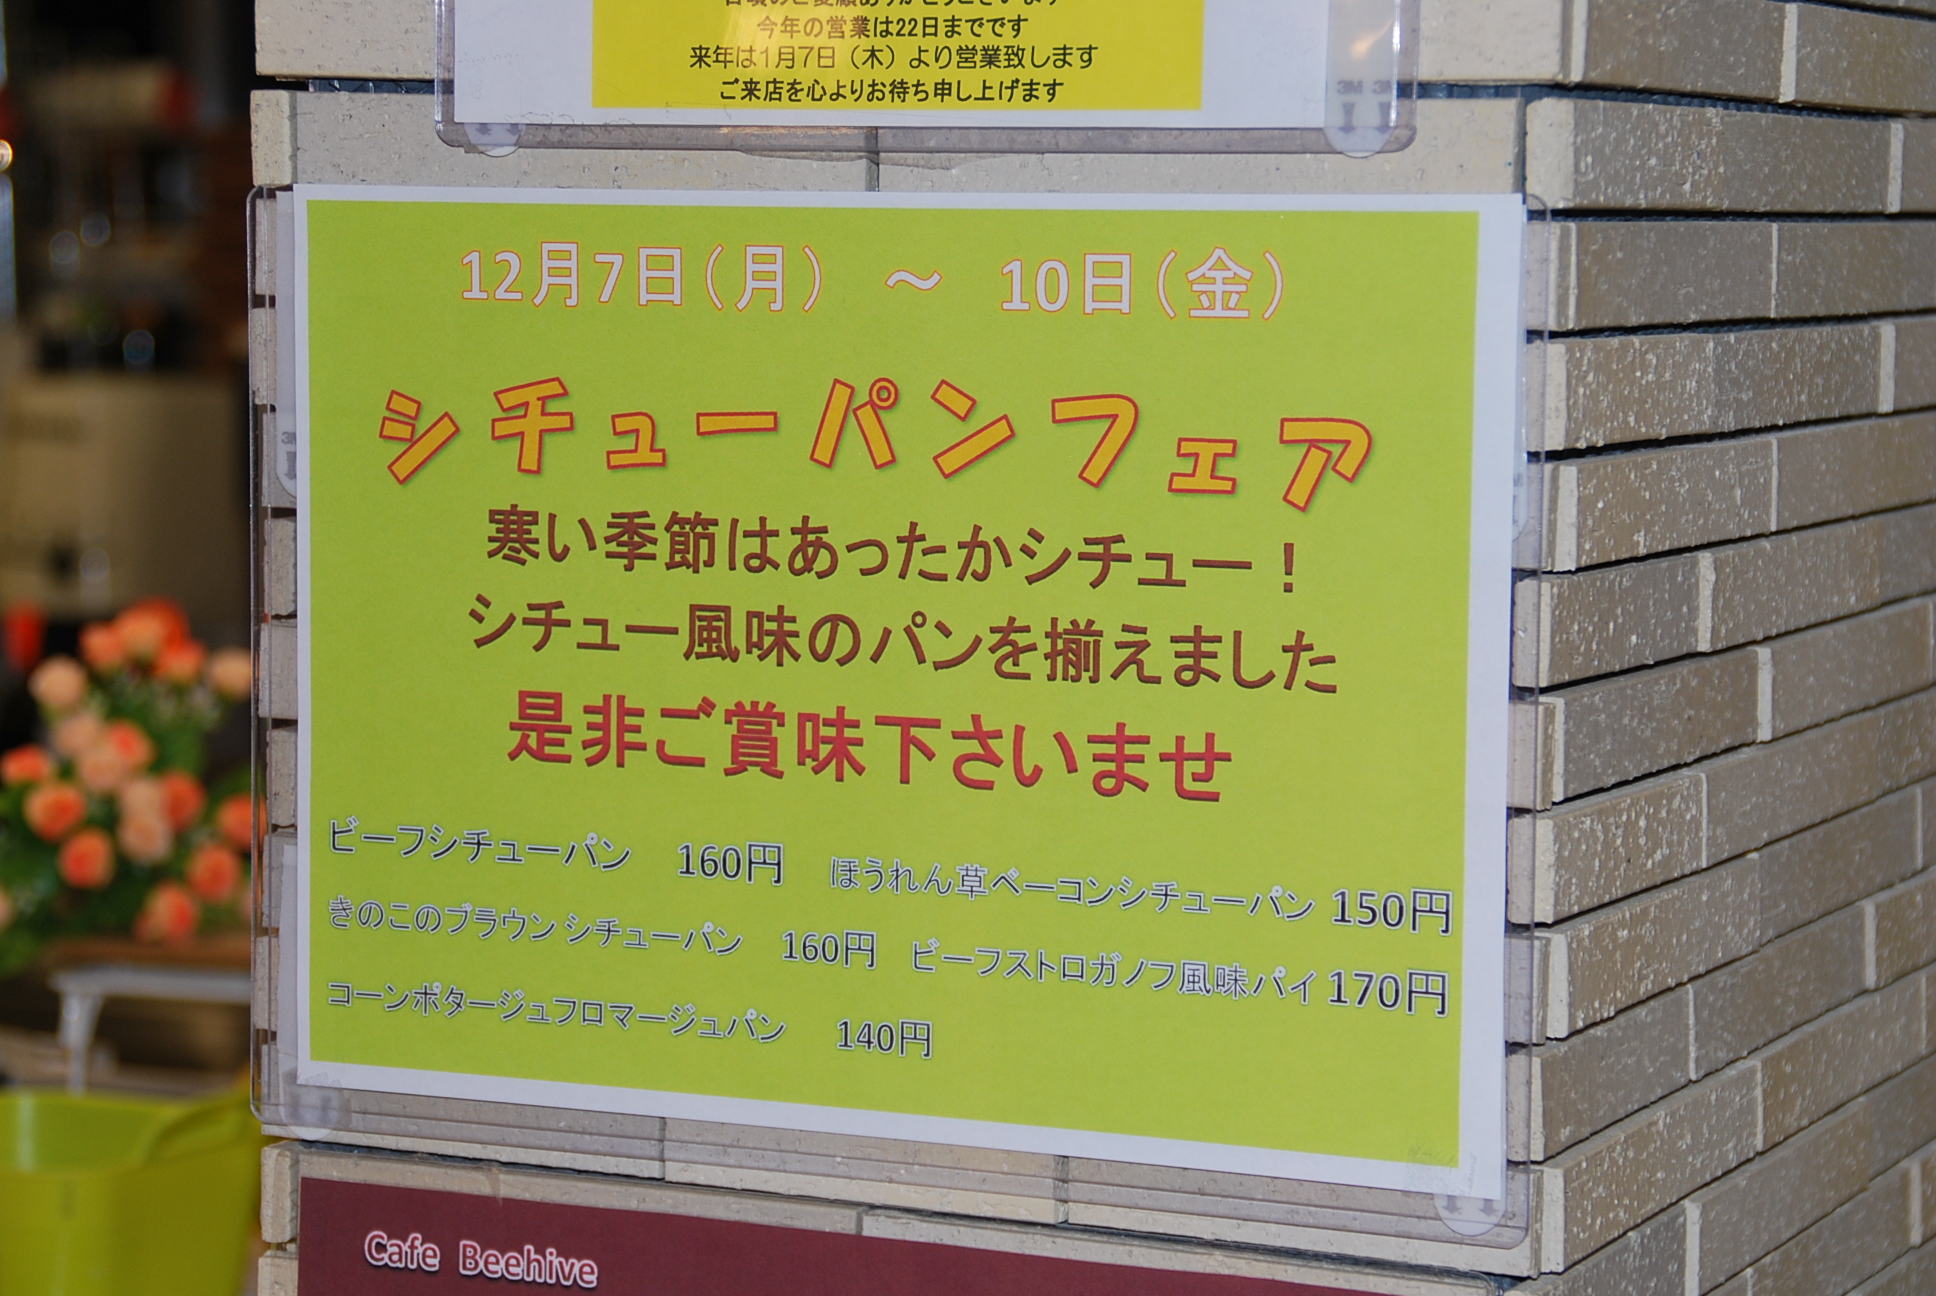 今年の営業は22日までです
来年は1月7日（木）より営業致します
ご来店を心よりお待ち申し上げます
12月7日（月） ～ 10日（金）
シチューパンフェア
寒い季節はあったかシチュー！
シチュー風味のパンを揃えました
是非ご賞味下さいませ
ビーフシチューパン 160円 ほうれん草ベーコンシチューパン 150円
きのこのブラウンシチューパン 160円 ビーフストロガノフ風味パイ 170円
コーンポタージュフロマージュパン 140円
Cafe Beehive